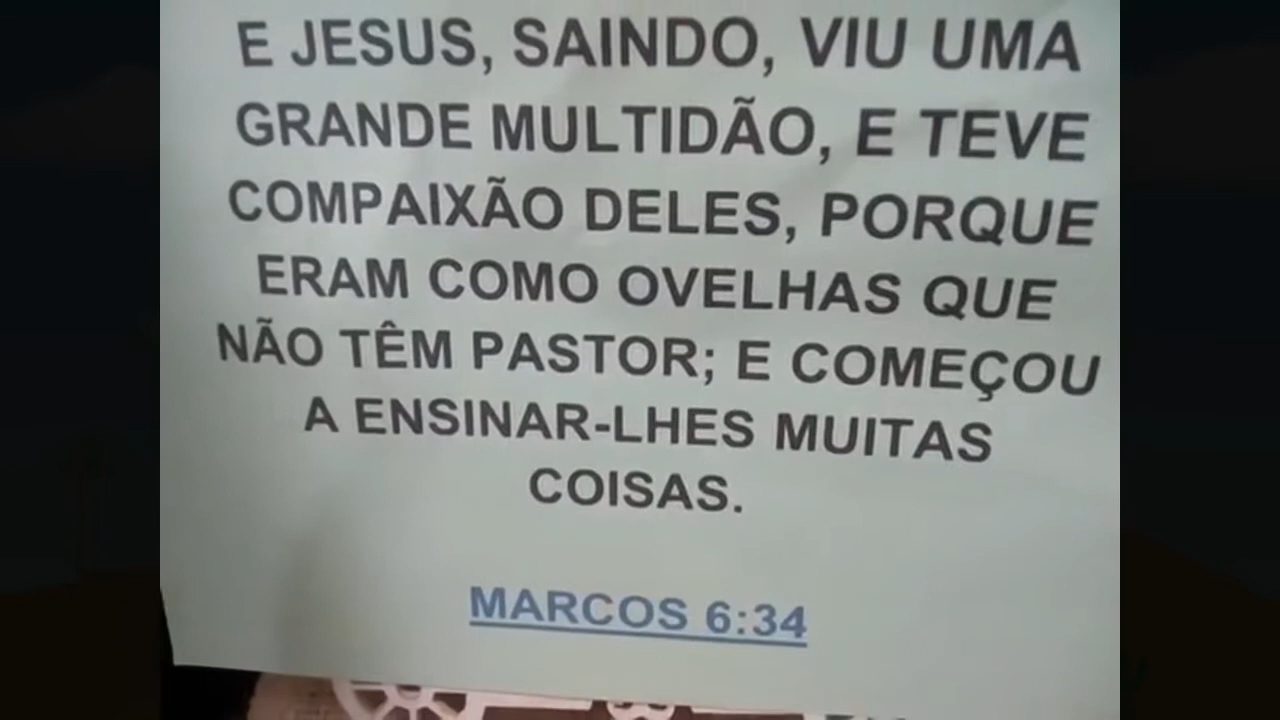 E JESUS, SAINDO, VIU UMA
GRANDE MULTIDÃO, E TEVE
COMPAIXÃO DELES, PORQUE
ERAM COMO OVELHAS QUE
NÃO TÊM PASTOR; E COMEÇOU
A ENSINAR-LHES MUITAS
COISAS.
MARCOS 6:34